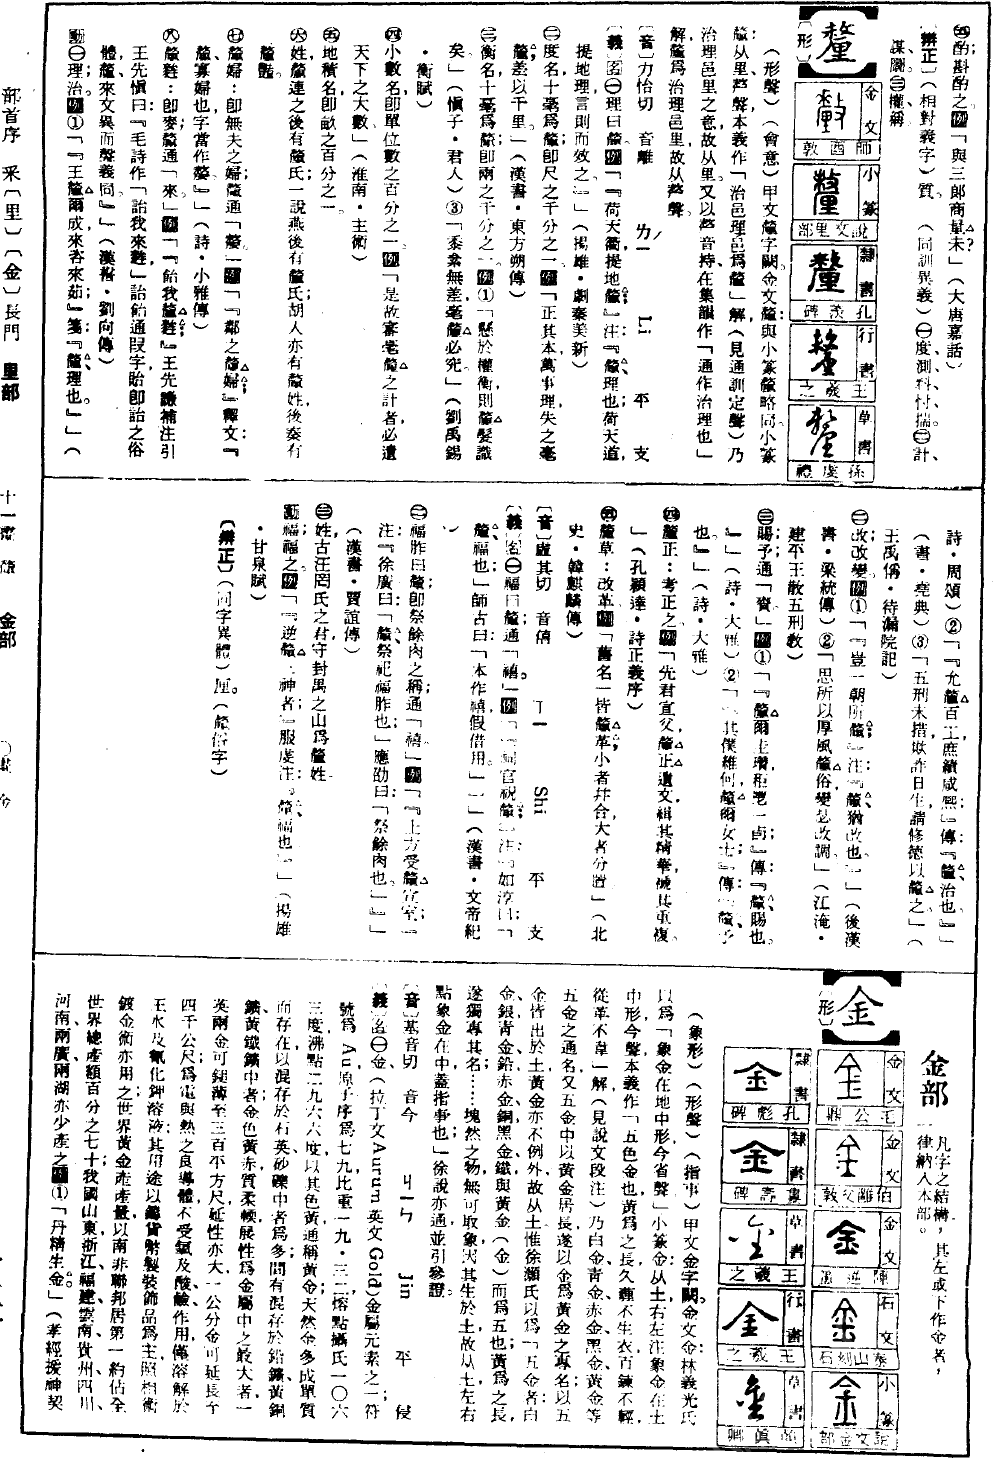 ㈣酌斟酌之例「與三郎商量未？」（大唐嘉話）
〔辨正〕（相對義字）質。（同訓異義）㊀度、測、料、忖、揣。㊁計、
謀、圖。㊂權、稱
釐
〔形〕
金文
師酉敦
小篆
說文里部
隸書
孔羨碑
行書
王羲之
草書
孫虔禮
（形聲）（會意）甲文釐字闕。金文釐與小篆釐略同。小篆
釐从里𠩺聲，本義作「治邑理邑為釐」解（見通訓定聲）乃
治理邑里之意，故从里。又以𠩺音持在集韻作「通作治理也」
解，釐為治理邑里，故从𠩺聲。
〔音〕力怡切 音離 ㄌㄧˊ Li 平 支
〔義〕名㊀理曰釐例「『荷天衢，提地釐』注『釐，理也；荷天道
提地理，言則而效之。』」（揚雄・劇秦美新）
㊁度名，十毫為釐，即尺之千分之一例「正其本，萬事理；失之毫
釐，差以千里。」（漢書・東方朔傳）
㊂衡名，十毫為釐，即兩之千分之一例①「懸於權衡，則釐髮識
矣」（慎子・君人）③「黍絫無差，毫釐必究」（劉禹錫
・衡賦）
㊃小數名，即單位數之百分之一例「是故審毫釐之計者，必遺
天下之大數」（淮南・主術）
㊄地積名，即畝之百分之一。
㊅姓，釐連之後有釐氏；一說燕後有釐氏；胡人亦有釐姓；後秦有
釐豔。
㊆釐婦：即無夫之婦；釐通「嫠」例「『鄰之釐婦』釋文：『
釐，寡婦也，字當作嫠』」（詩・小雅傳）
㊇釐麰：即麥；釐通「來」例「『飴我釐麰』王先謙補注引
王先慎曰：『毛詩作「詒我來麰」，詒飴通叚字，貽即詒之俗
體，釐、來文異而聲義同』」（漢書・劉向傳）
動㊀理治例①「『王釐爾成，來咨來茹』箋『釐，理也。』」（
詩・周頌）②「『允釐百工，庶績咸熙』傳：『釐，治也』」
（書・堯典）③「五刑未措，欺詐日生，請修德以釐之」（
王禹偁・待漏院記）
㊁改，改變例①「『豈一朝所釐』注：『釐猶改也。』」（後漢
書・梁統傳）②「思所以厚風釐俗，變瑟改調。」（江淹・
建平王散五刑教）
㊂賜予，通「賚」例①「『釐爾圭瓚，秬鬯一卣』傳：『釐，賜也。
』」（詩・大雅）②「『其僕維何，釐爾女士』傳：『釐，予
也』」（詩・大雅）
㊃釐正：考正之例「先君宣父，釐正遺文，緝其精華，褫其重複。
」（孔穎達・詩正義序）
㊄釐革：改革例「舊名一皆釐革，小者并合，大者分置」（北
史・韓麒麟傳）
〔音〕虛其切 音僖 ㄒㄧ Shi 平 支
〔義〕名㊀福曰釐，通「禧」例「『祠官祝釐』注：『如淳曰：「
釐，福也」師古曰：「本作禧，假借用。」』」（漢書・文帝紀
）
㊁福胙曰釐，即祭餘肉之稱，通「禧」例「『上方受釐宣室』
注：『徐廣曰：「釐，祭祀福胙也」應劭曰：「祭餘肉也。」』」
（漢書・賈誼傳）
㊂姓，古汪罔氏之君守封禺之山，為釐姓
動福，福之例「『逆釐三神者』服虔注：『釐，福也』」（揚雄
・甘泉賦）
〔辨正〕（同字異體）厘。（釐俗字）
金部
凡字之結構，其左或下作金者，
一律納入本部。
金
〔形〕
金文
毛公鼎
金文
伯雝父敦
金文
石文
泰山刻石
小篆
說文金部
隸書
孔彪碑
隸書
夏壽碑
草書
王羲之
行書
王羲之
草書
顏真卿
（象形）（形聲）（指事）甲文金字闕。金文金：林義光氏
以為「象金在地中形，今省聲」小篆金：从土，左右注象金在土
中形，今聲。本義作「五色金也，黃為之長；久薶不生衣，百鍊不輕，
從革不韋」解（見說文段注）乃白金、青金、赤金、黑金、黃金等
五金之通名；又五金中以黃金居長，遂以金為黃金之專名；以五
金皆出於土，黃金亦不例外，故从土。惟徐灝氏以為「五金者：白
金銀，青金鉛，赤金銅，黑金鐵，與黃金（金）而為五也；黃為之長，
遂獨專其名……塊然之物，無可取象，因其生於土，故从土，左右
點象金在中，蓋指事也」徐說亦通，並引參證。
〔音〕基音切 音今 ㄐㄧㄣ Jin 平 侵
〔義〕名㊀金（拉丁文Aurum英文Gold）金屬元素之一；符
號為Au，原子序為七九，比重一九・三二，熔點攝氏一〇六
三度，沸點二九六六度，以其色黃，通稱黃金；天然金多成單質
而存在，以混存於石英砂礫中者為多；間有混存於鉛鑛、黃銅
鑛、黃鐵鑛中者，金色黃赤，質柔輭，展性為金屬中之最大者，一
英兩金可錘薄至三百平方尺；延性亦大，一公分金可延長至
四千公尺；為電與熱之良導體；不受氣及酸鹼作用，僅溶解於
王水及氰化鉀溶液，其用途以鑄貨幣、製裝飾品為主，照相術
鍍金術亦用之。世界黃金產產量以南非聯邦居第一，約佔全
世界總產額百分之七十，我國山東、浙江、福建、雲南、貴州、四川、
河南、兩廣、兩湖亦少產之例①「丹精生金」（孝經援神契
部首序 釆〔里〕〔金〕長門 里部 十一畫 釐 金部 〇畫 金